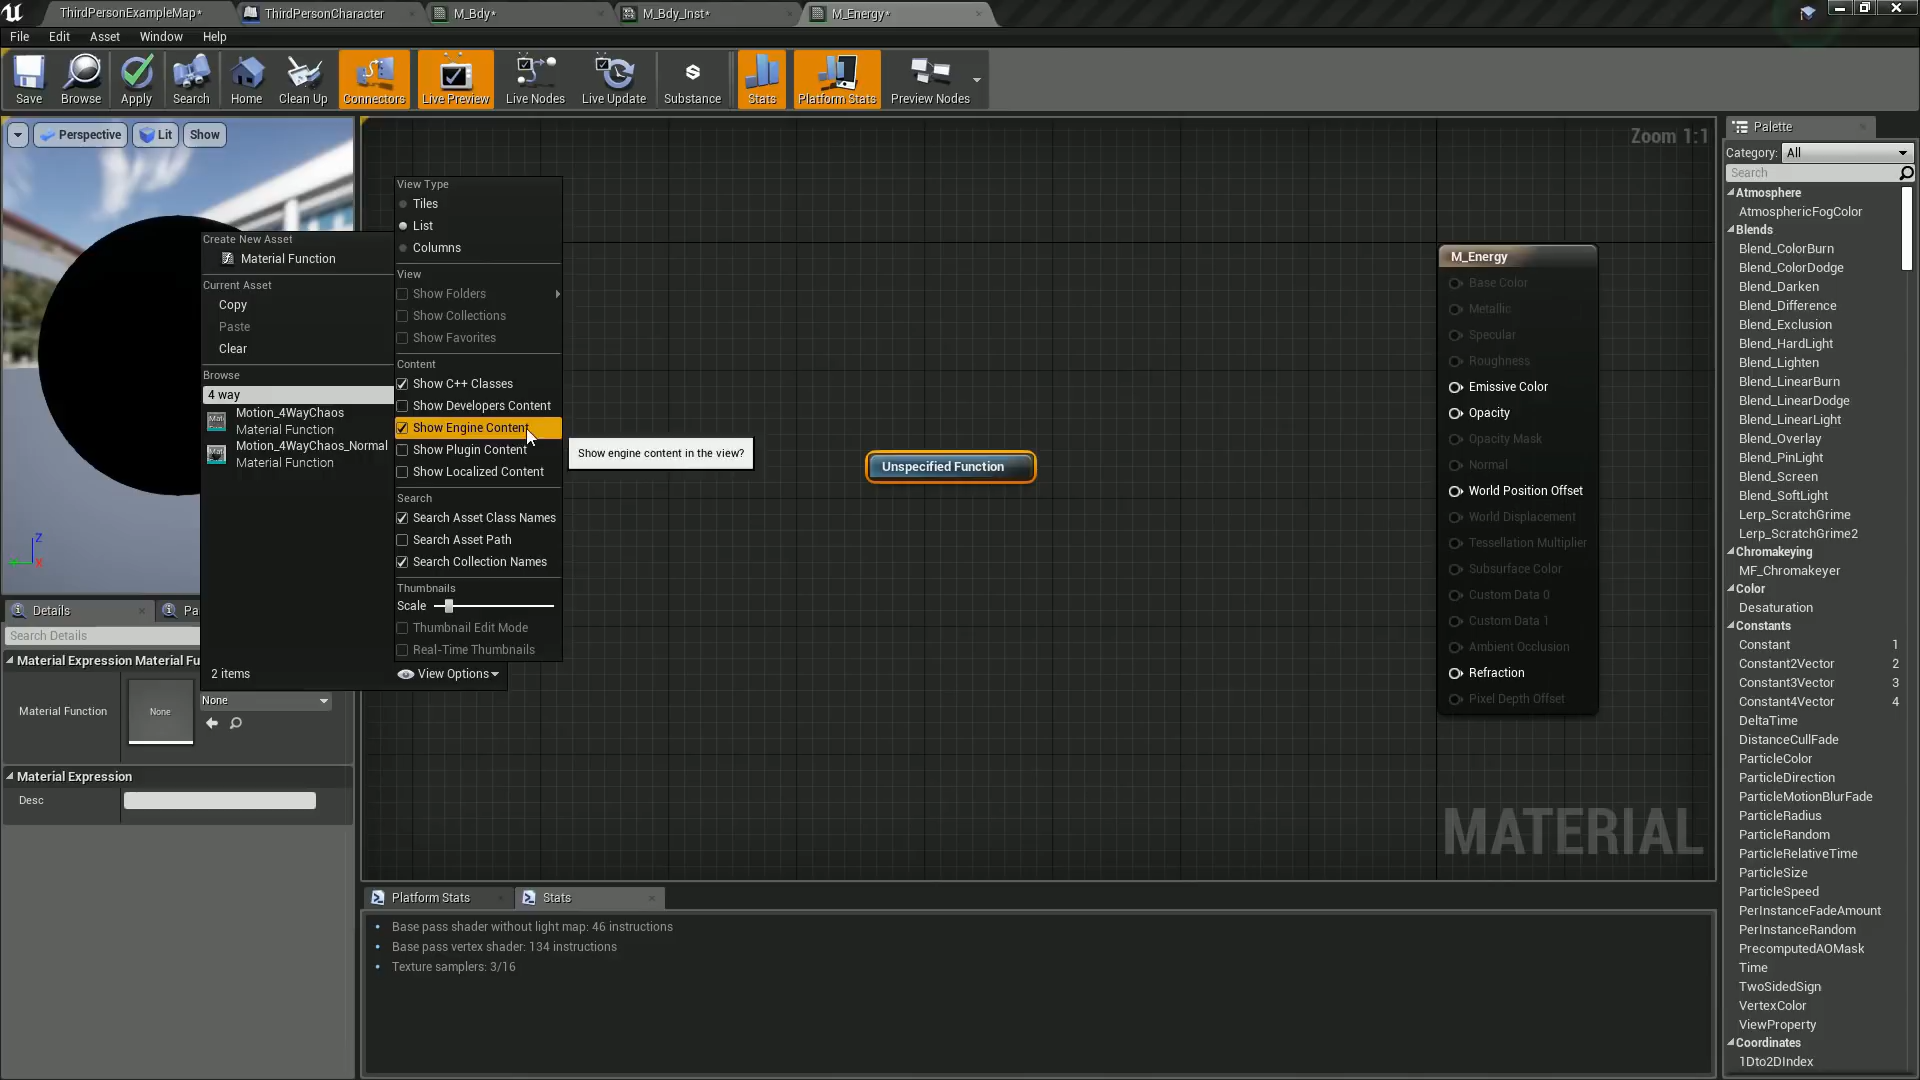 ThirdPersonExampleMap*
ThirdPersonCharacter
M_Bdy*
M_Bdy_Inst*
M_Energy*
File
Edit
Asset
Window
Help
Save
Browse
Apply
Search
Home
Clean Up
Connectors
Live Preview
Live Nodes
Live Update
Substance
Stats
Platform Stats
Preview Nodes
Perspective
Lit
Show
Zoom 1:1
Create New Asset
Material Function
Current Asset
Copy
Paste
Clear
Browse
4 way
Motion_4WayChaos
Material Function
Motion_4WayChaos_Normal
Material Function
2 items
View Options
View Type
Tiles
List
Columns
View
Show Folders
Show Collections
Show Favorites
Content
Show C++ Classes
Show Developers Content
Show Engine Content
Show Plugin Content
Show Localized Content
Search
Search Asset Class Names
Search Asset Path
Search Collection Names
Thumbnails
Scale
Thumbnail Edit Mode
Real-Time Thumbnails
Show engine content in the view?
Unspecified Function
M_Energy
Base Color
Metallic
Specular
Roughness
Emissive Color
Opacity
Opacity Mask
Normal
World Position Offset
World Displacement
Tessellation Multiplier
Subsurface Color
Custom Data 0
Custom Data 1
Ambient Occlusion
Refraction
Pixel Depth Offset
MATERIAL
Z
X
Details
Pa
Search Details
Material Expression Material Fu
Material Function
None
None
Material Expression
Desc
Platform Stats
Stats
Base pass shader without light map: 46 instructions
Base pass vertex shader: 134 instructions
Texture samplers: 3/16
Palette
Category: All
Search
Atmosphere
AtmosphericFogColor
Blends
Blend_ColorBurn
Blend_ColorDodge
Blend_Darken
Blend_Difference
Blend_Exclusion
Blend_HardLight
Blend_Lighten
Blend_LinearBurn
Blend_LinearDodge
Blend_LinearLight
Blend_Overlay
Blend_PinLight
Blend_Screen
Blend_SoftLight
Lerp_ScratchGrime
Lerp_ScratchGrime2
Chromakeying
MF_Chromakeyer
Color
Desaturation
Constants
Constant 1
Constant2Vector 2
Constant3Vector 3
Constant4Vector 4
DeltaTime
DistanceCullFade
ParticleColor
ParticleDirection
ParticleMotionBlurFade
ParticleRadius
ParticleRandom
ParticleRelativeTime
ParticleSize
ParticleSpeed
PerInstanceFadeAmount
PerInstanceRandom
PrecomputedAOMask
Time
TwoSidedSign
VertexColor
ViewProperty
Coordinates
1Dto2DIndex